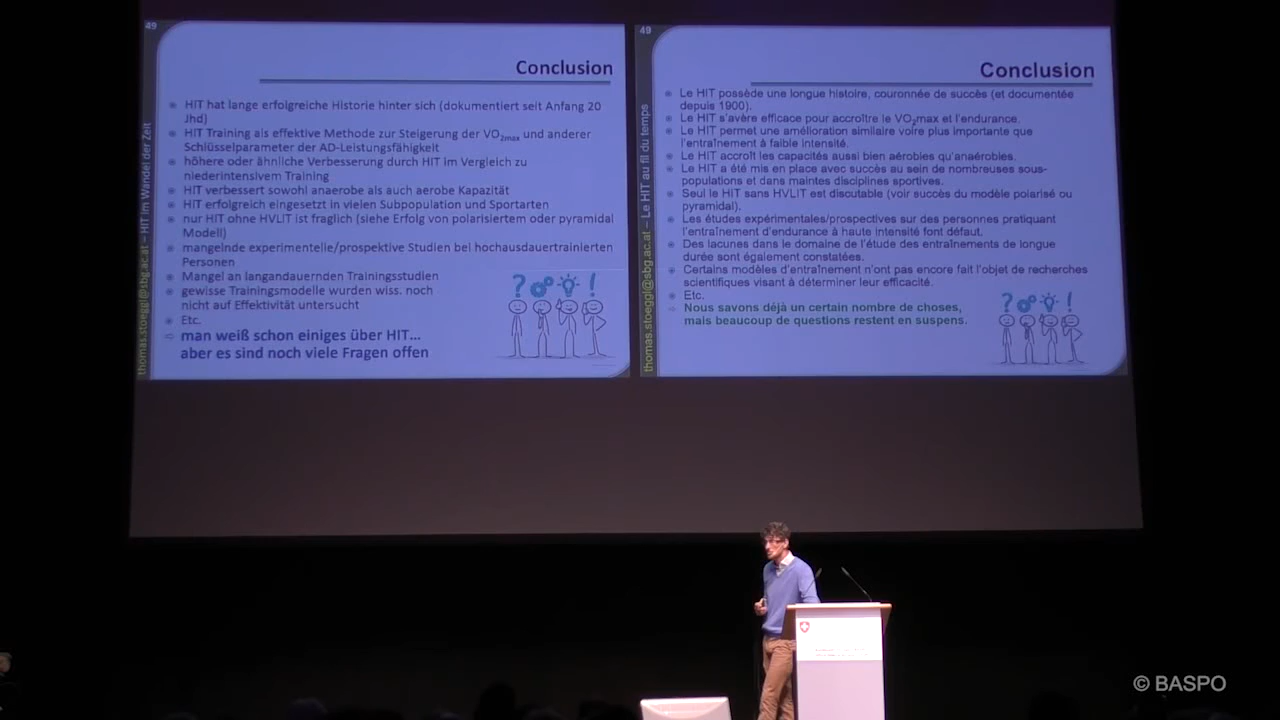 49
Conclusion
HIT hat lange erfolgreiche Historie hinter sich (dokumentiert seit Anfang 20
Jhd)
HIT Training als effektive Methode zur Steigerung der VO2max und anderer
Schlüsselparameter der AD-Leistungsfähigkeit
höhere oder ähnliche Verbesserung durch HIT im Vergleich zu
niederintensivem Training
HIT verbessert sowohl anaerobe als auch aerobe Kapazität
HIT erfolgreich eingesetzt in vielen Subpopulation und Sportarten
nur HIT ohne HVLIT ist fraglich (siehe Erfolg von polarisiertem oder pyramidal
Modell)
mangelnde experimentelle/prospektive Studien bei hochausdauertrainierten
Personen
Mangel an langandauernden Trainingsstudien
gewisse Trainingsmodelle wurden wiss. noch
nicht auf Effektivität untersucht
Etc.
man weiß schon einiges über HIT...
aber es sind noch viele Fragen offen
? !
thomas.stoeggl@sbg.ac.at – HIT im Wandel der Zeit
49
Conclusion
Le HIT possède une longue histoire, couronnée de succès (et documentée
depuis 1900).
Le HIT s'avère efficace pour accroître le VO2max et l'endurance.
Le HIT permet une amélioration similaire voire plus importante que
l'entraînement à faible intensité.
Le HIT accroît les capacités aussi bien aérobies qu'anaérobies.
Le HIT a été mis en place avec succès au sein de nombreuses sous-
populations et dans maintes disciplines sportives.
Seul le HIT sans HVLIT est discutable (voir succès du modèle polarisé ou
pyramidal).
Les études expérimentales/prospectives sur des personnes pratiquant
l'entraînement d'endurance à haute intensité font défaut.
Des lacunes dans le domaine de l'étude des entraînements de longue
durée sont également constatées.
Certains modèles d'entraînement n'ont pas encore fait l'objet de recherches
scientifiques visant à déterminer leur efficacité.
Etc.
Nous savons déjà un certain nombre de choses,
mais beaucoup de questions restent en suspens.
? !
thomas.stoeggl@sbg.ac.at – Le HIT au fil du temps
© BASPO